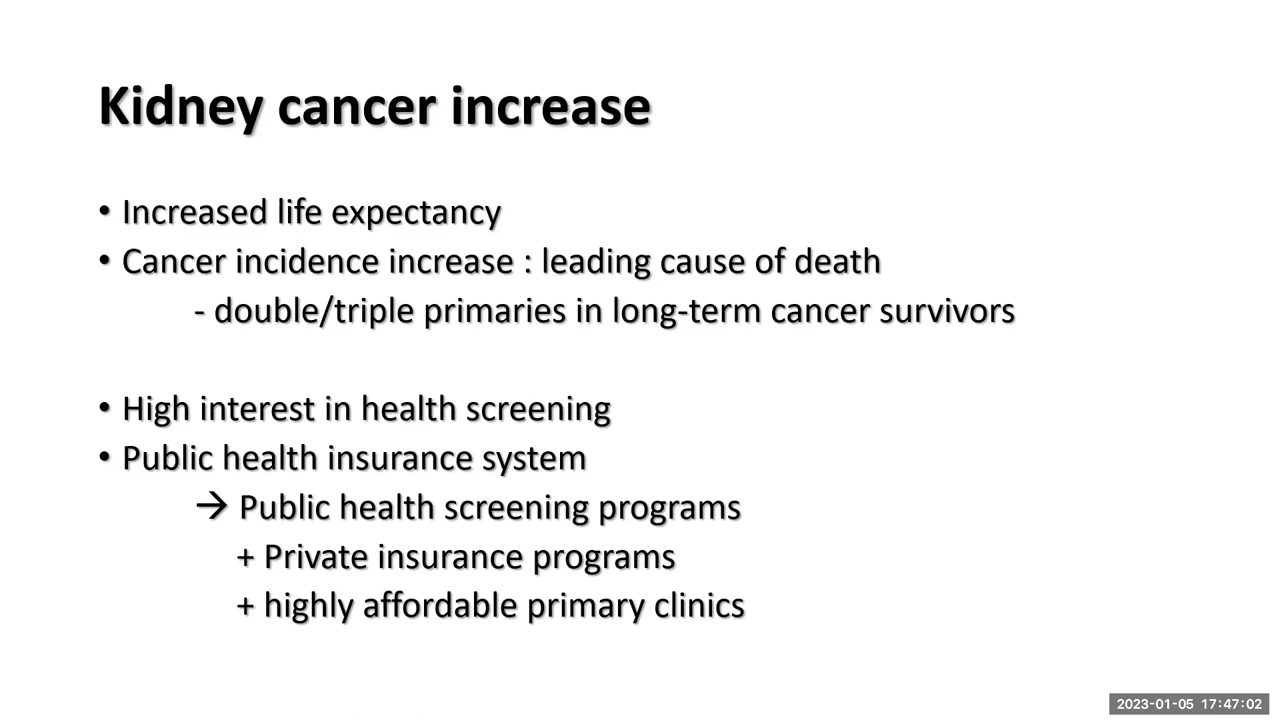 Kidney cancer increase
• Increased life expectancy
• Cancer incidence increase : leading cause of death
- double/triple primaries in long-term cancer survivors
• High interest in health screening
• Public health insurance system
→ Public health screening programs
+ Private insurance programs
+ highly affordable primary clinics
2023-01-05 17:47:02